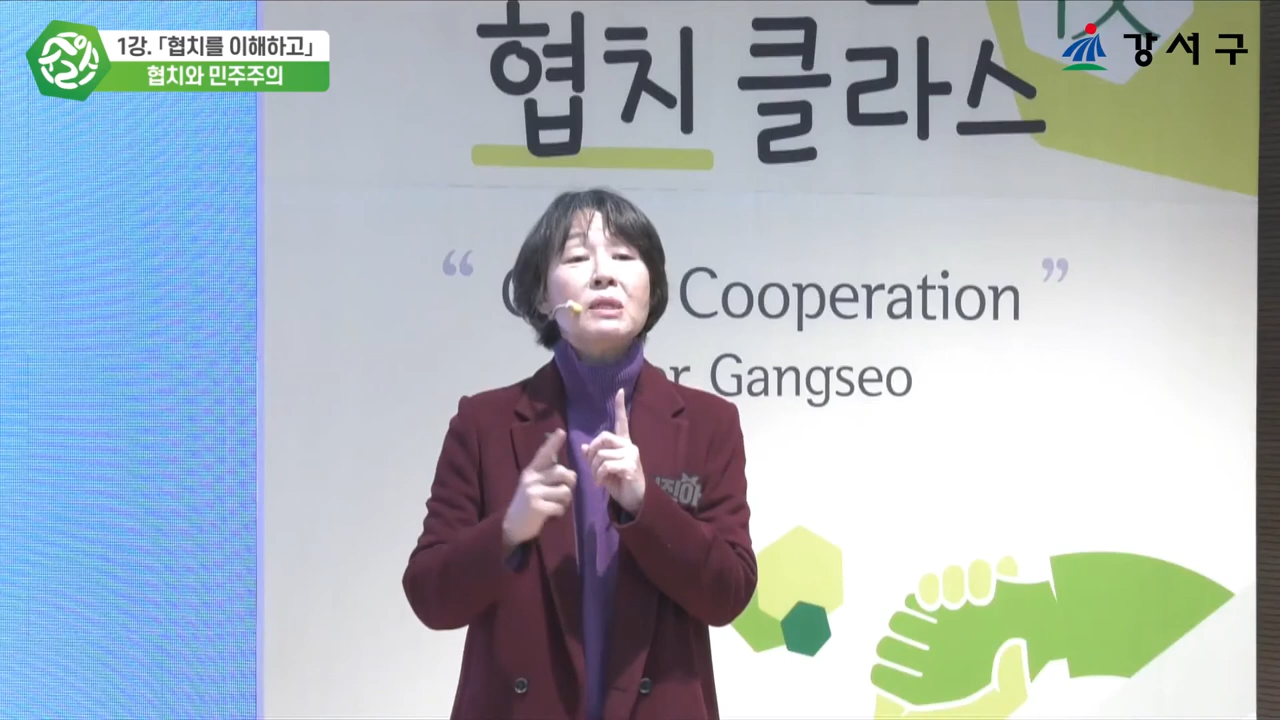 1강. 「협치를 이해하고」
협치와 민주주의
강서구
협치 클래스
“ Cooperation ”
Gangseo